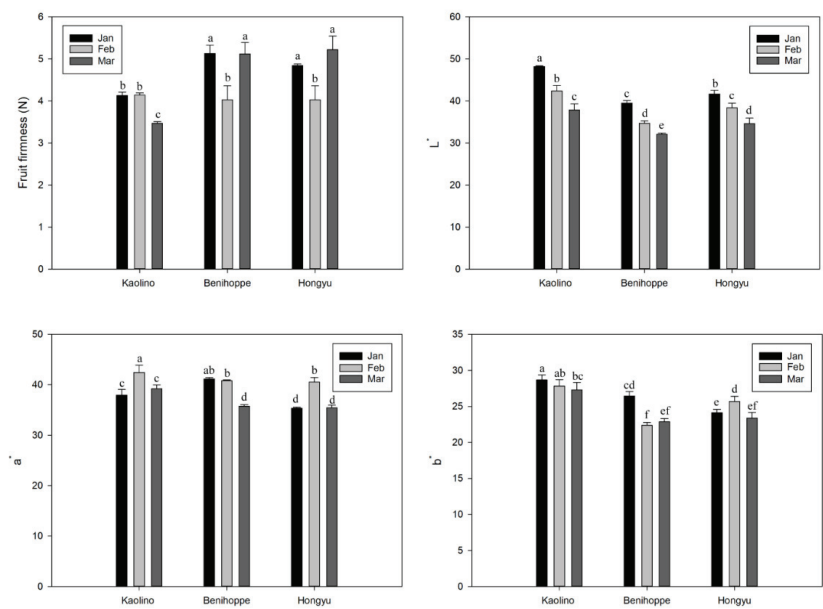 6
5
4
3
2
1
0
Fruit firmness (N)
Jan
Feb
Mar
b b c
a b a
a b a
Kaolino Benihoppe Hongyu
60
50
40
30
20
10
0
L*
Jan
Feb
Mar
a b c
c d e
b c d
Kaolino Benihoppe Hongyu
50
40
30
20
10
0
a*
Jan
Feb
Mar
c a c
ab b d
d b d
Kaolino Benihoppe Hongyu
35
30
25
20
15
10
5
0
b*
Jan
Feb
Mar
a ab bc
cd f ef
e d ef
Kaolino Benihoppe Hongyu